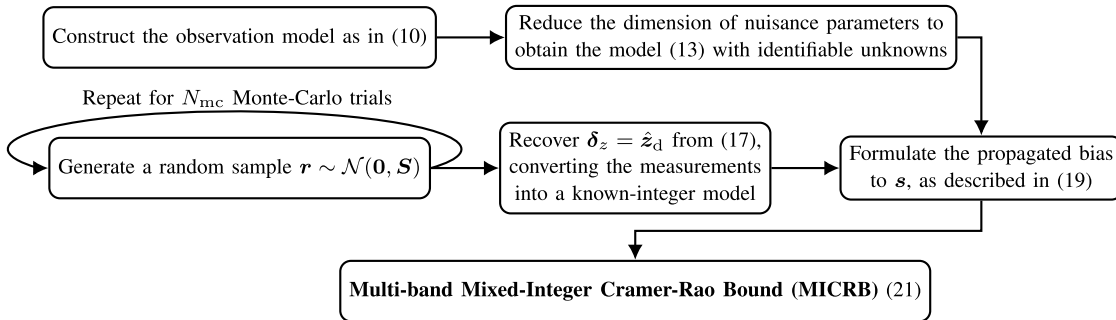 Construct the observation model as in (10)
Reduce the dimension of nuisance parameters to
obtain the model (13) with identifiable unknowns
Repeat for N_mc Monte-Carlo trials
Generate a random sample r ∼ 𝒩(0, S)
Recover δ_z = ẑ_d from (17),
converting the measurements
into a known-integer model
Formulate the propagated bias
to s, as described in (19)
Multi-band Mixed-Integer Cramer-Rao Bound (MICRB) (21)